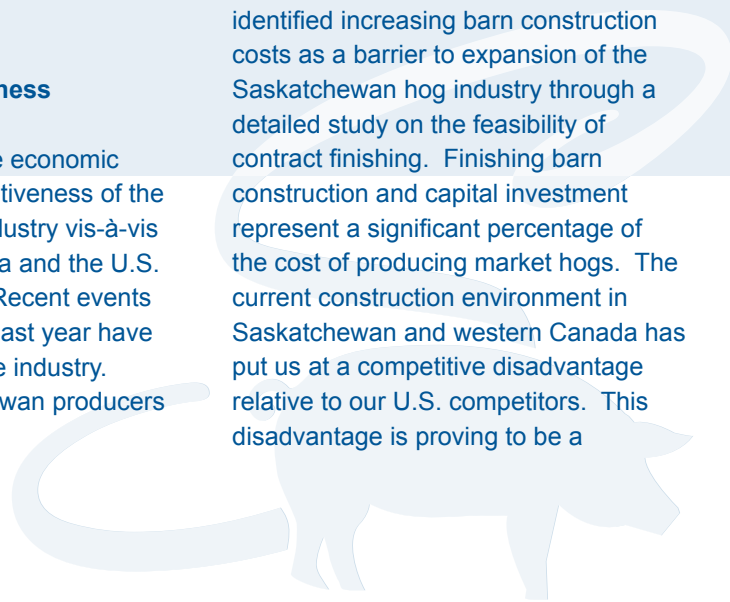 ness
e economic
tiveness of the
dustry vis-à-vis
a and the U.S.
Recent events
ast year have
e industry.
wan producers
identified increasing barn construction
costs as a barrier to expansion of the
Saskatchewan hog industry through a
detailed study on the feasibility of
contract finishing. Finishing barn
construction and capital investment
represent a significant percentage of
the cost of producing market hogs. The
current construction environment in
Saskatchewan and western Canada has
put us at a competitive disadvantage
relative to our U.S. competitors. This
disadvantage is proving to be a